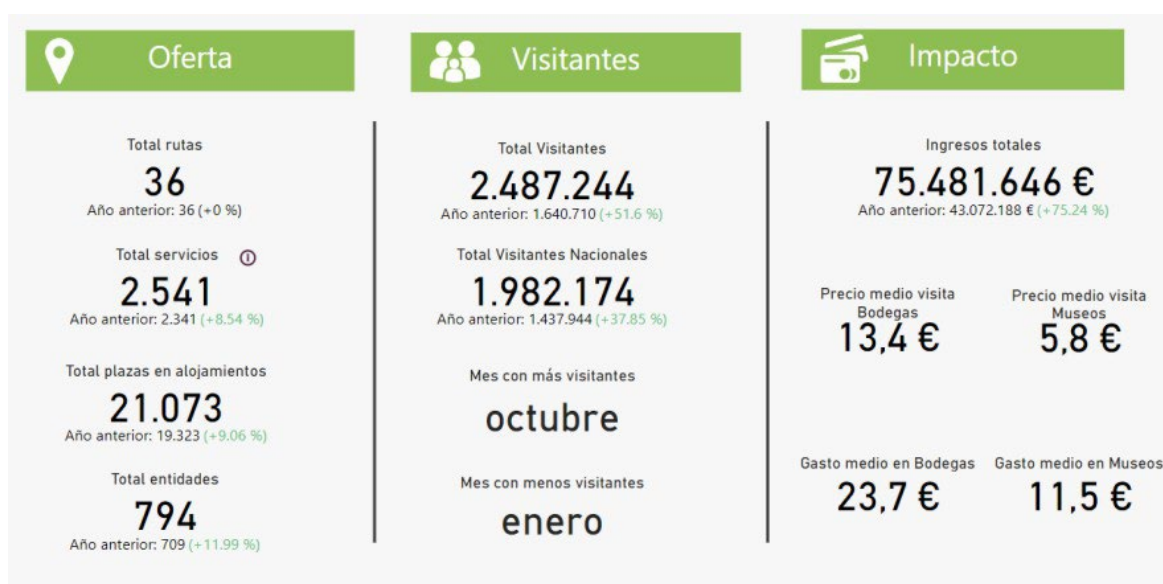 Oferta
Total rutas
36
Año anterior: 36 (+0 %)
Total servicios
2.541
Año anterior: 2.341 (+8.54 %)
Total plazas en alojamientos
21.073
Año anterior: 19.323 (+9.06 %)
Total entidades
794
Año anterior: 709 (+11.99 %)
Visitantes
Total Visitantes
2.487.244
Año anterior: 1.640.710 (+51.6 %)
Total Visitantes Nacionales
1.982.174
Año anterior: 1.437.944 (+37.85 %)
Mes con más visitantes
octubre
Mes con menos visitantes
enero
Impacto
Ingresos totales
75.481.646 €
Año anterior: 43.072.188 € (+75.24 %)
Precio medio visita
Bodegas
13,4 €
Precio medio visita
Museos
5,8 €
Gasto medio en Bodegas
23,7 €
Gasto medio en Museos
11,5 €